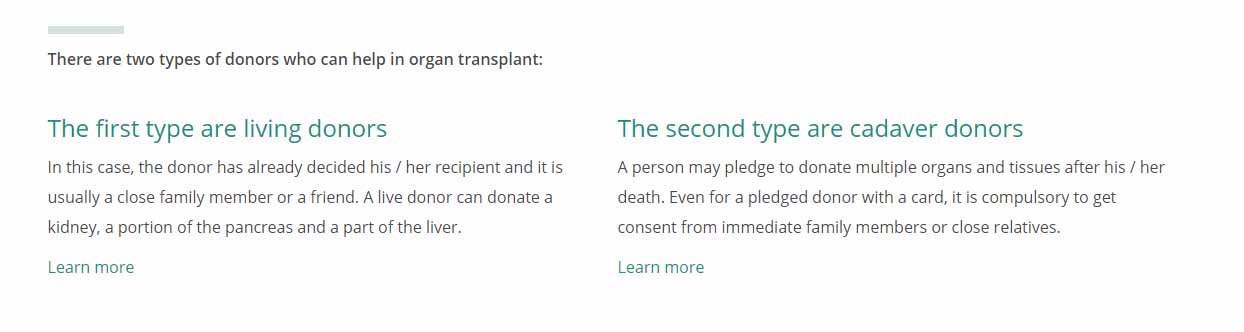 There are two types of donors who can help in organ transplant:
The first type are living donors
In this case, the donor has already decided his / her recipient and it is
usually a close family member or a friend. A live donor can donate a
kidney, a portion of the pancreas and a part of the liver.
Learn more
The second type are cadaver donors
A person may pledge to donate multiple organs and tissues after his / her
death. Even for a pledged donor with a card, it is compulsory to get
consent from immediate family members or close relatives.
Learn more